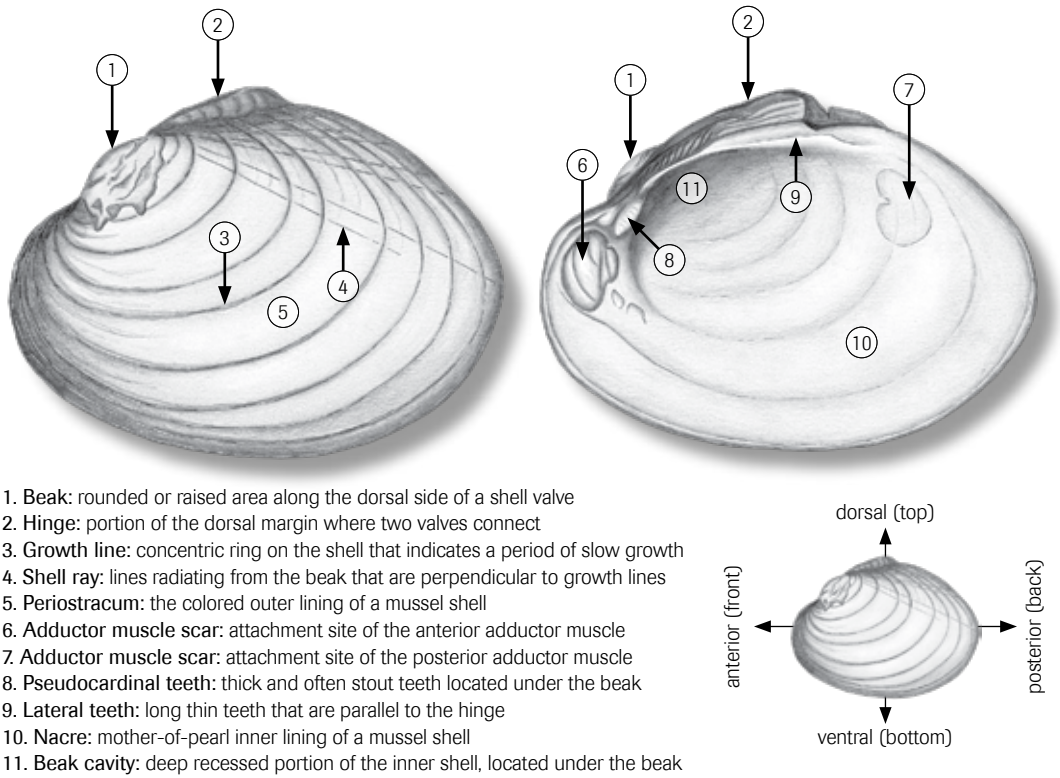 2
1
3
4
5
2
1
7
6
11
9
8
10
1. Beak: rounded or raised area along the dorsal side of a shell valve
2. Hinge: portion of the dorsal margin where two valves connect
3. Growth line: concentric ring on the shell that indicates a period of slow growth
4. Shell ray: lines radiating from the beak that are perpendicular to growth lines
5. Periostracum: the colored outer lining of a mussel shell
6. Adductor muscle scar: attachment site of the anterior adductor muscle
7. Adductor muscle scar: attachment site of the posterior adductor muscle
8. Pseudocardinal teeth: thick and often stout teeth located under the beak
9. Lateral teeth: long thin teeth that are parallel to the hinge
10. Nacre: mother-of-pearl inner lining of a mussel shell
11. Beak cavity: deep recessed portion of the inner shell, located under the beak
dorsal (top)
anterior (front)
posterior (back)
ventral (bottom)